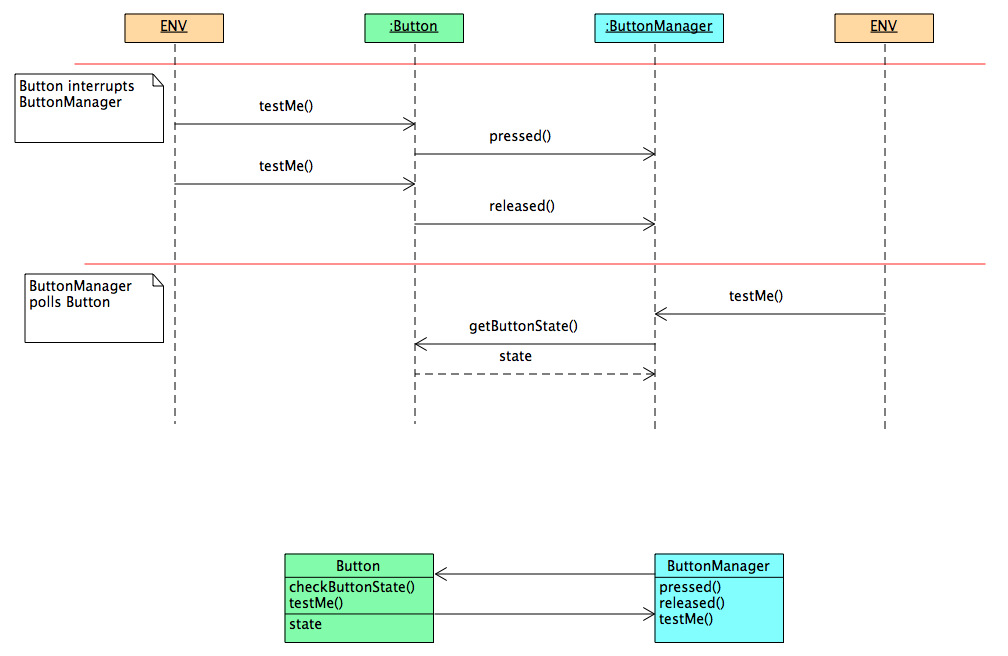 ENV
:Button
:ButtonManager
ENV
Button interrupts
ButtonManager
testMe()
pressed()
testMe()
released()
ButtonManager
polls Button
testMe()
getButtonState()
state
Button
checkButtonState()
testMe()
state
ButtonManager
pressed()
released()
testMe()